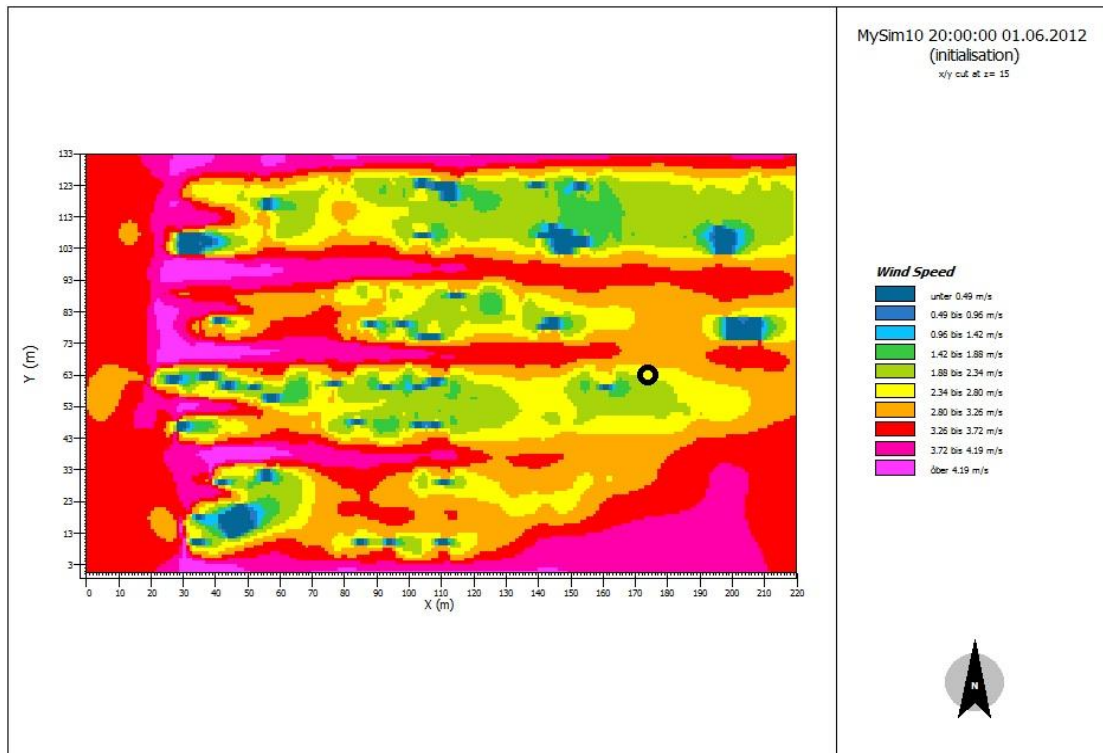 MySim10 20:00:00 01.06.2012
(initialisation)
x/y cut at z= 15
133
123
113
103
93
83
73
63
53
43
33
23
13
3
Y (m)
0 10 20 30 40 50 60 70 80 90 100 110 120 130 140 150 160 170 180 190 200 210 220
X (m)
Wind Speed
unter 0.49 m/s
0.49 bis 0.96 m/s
0.96 bis 1.42 m/s
1.42 bis 1.88 m/s
1.88 bis 2.34 m/s
2.34 bis 2.80 m/s
2.80 bis 3.26 m/s
3.26 bis 3.72 m/s
3.72 bis 4.19 m/s
öber 4.19 m/s
N